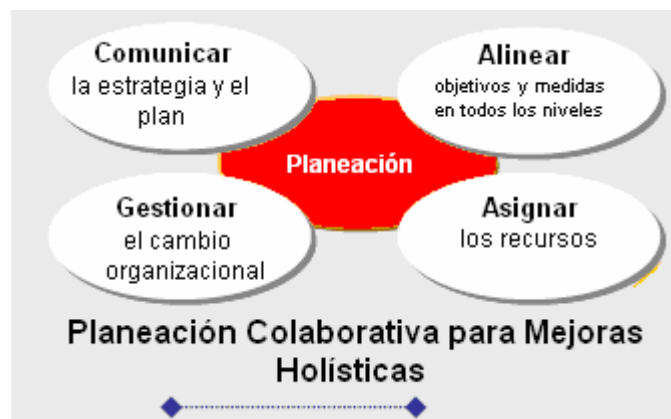 Comunicar
la estrategia y el
plan
Alinear
objetivos y medidas
en todos los niveles
Planeación
Gestionar
el cambio
organizacional
Asignar
los recursos
Planeación Colaborativa para Mejoras
Holísticas